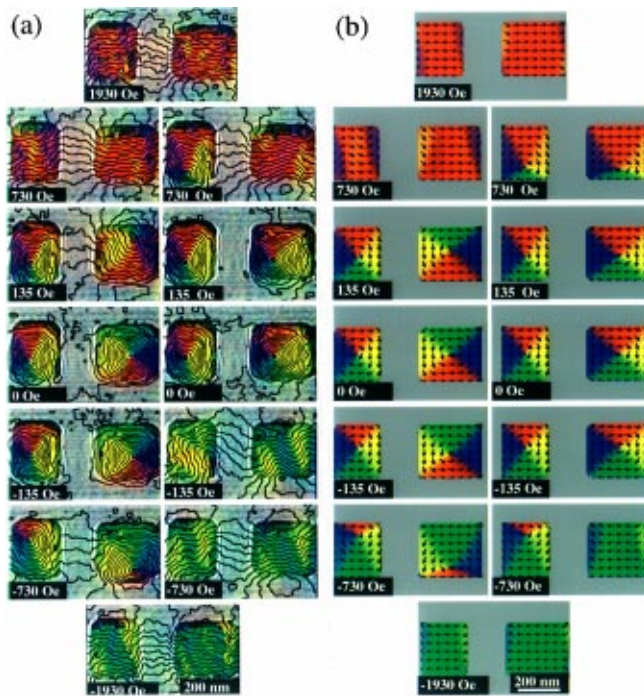 (a) (b)
1930 Oe 1930 Oe
730 Oe 730 Oe 730 Oe 730 Oe
135 Oe 135 Oe 135 Oe 135 Oe
0 Oe 0 Oe 0 Oe 0 Oe
-135 Oe -135 Oe -135 Oe -135 Oe
-730 Oe -730 Oe -730 Oe -730 Oe
-1930 Oe 200 nm -1930 Oe 200 nm